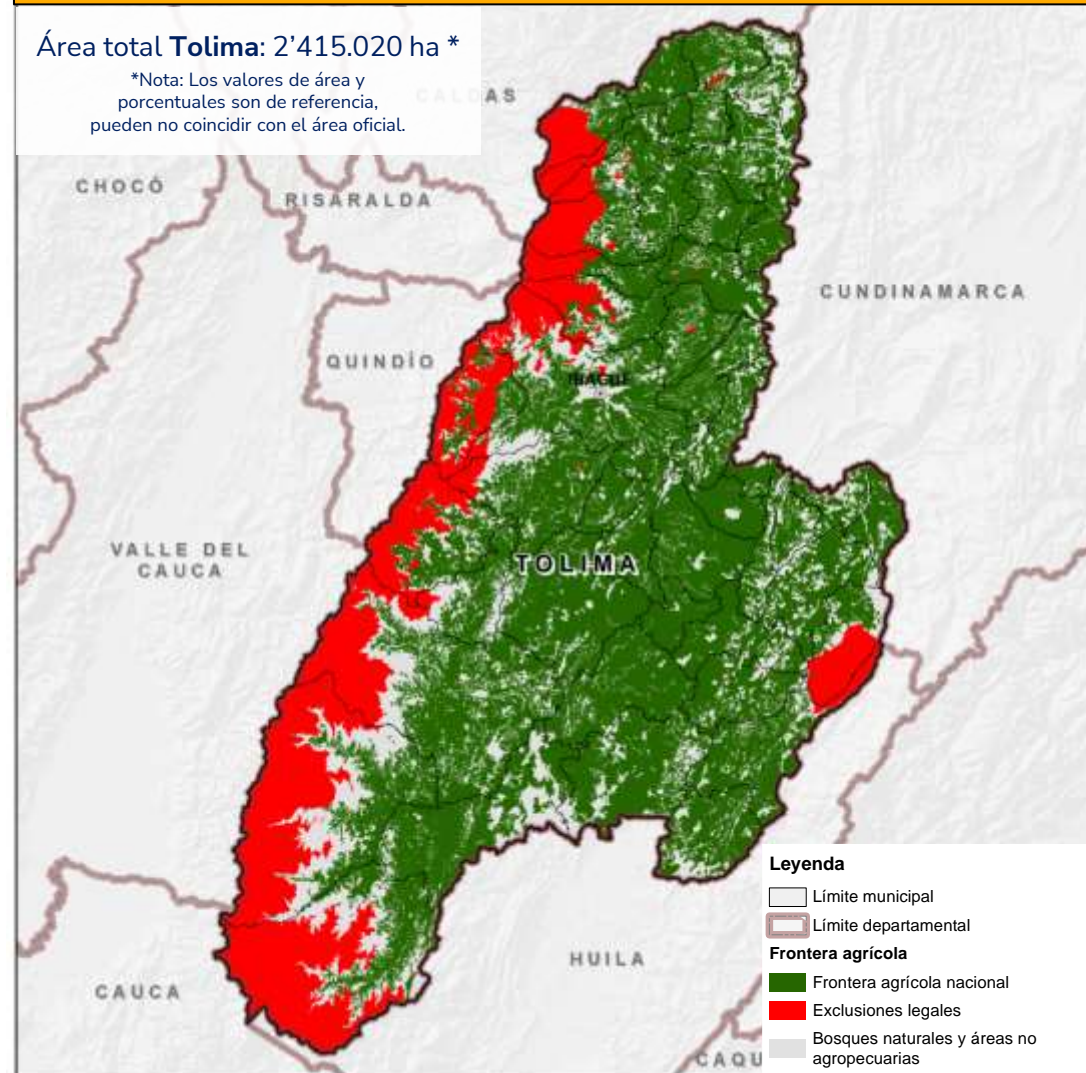 Área total Tolima: 2’415.020 ha *
*Nota: Los valores de área y
porcentuales son de referencia,
pueden no coincidir con el área oficial.
CALDAS
CHOCÓ
RISARALDA
CUNDINAMARCA
QUINDÍO
IBAGUÉ
VALLE DEL
CAUCA
TOLIMA
HUILA
CAUCA
CAQU
Leyenda
Límite municipal
Límite departamental
Frontera agrícola
Frontera agrícola nacional
Exclusiones legales
Bosques naturales y áreas no
agropecuarias